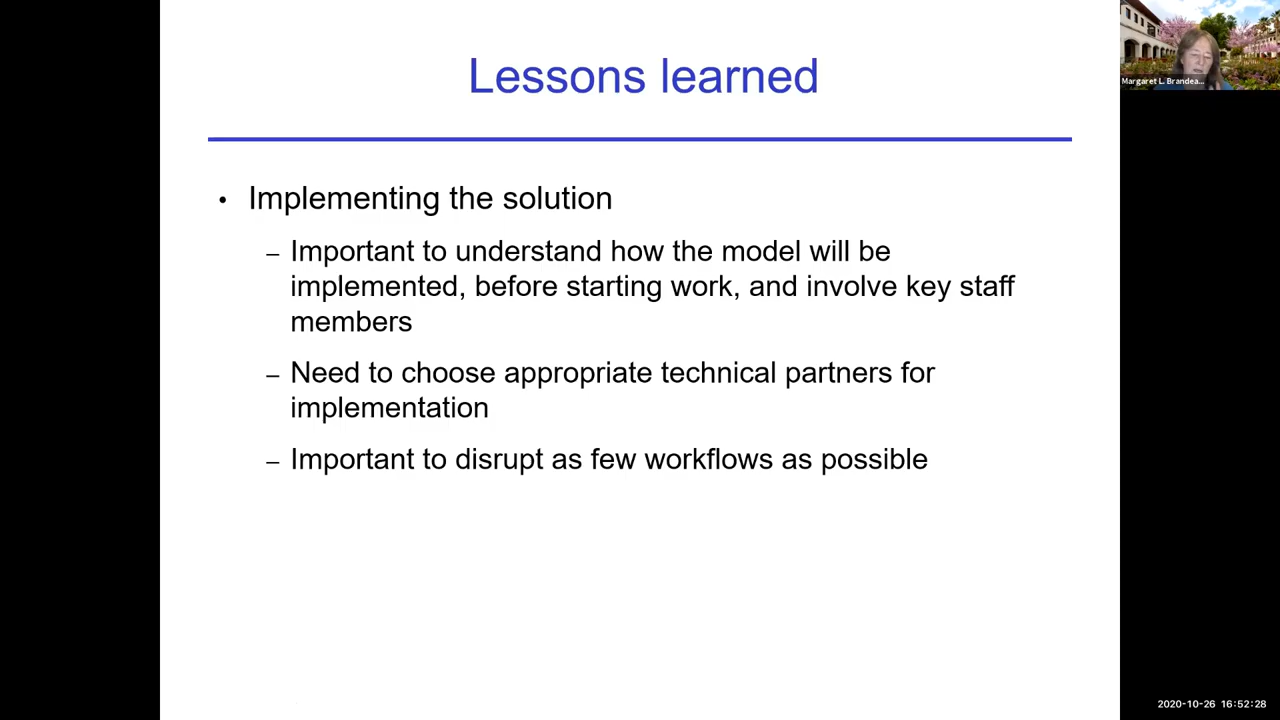 Lessons learned
Margaret L. Brandea...
• Implementing the solution
– Important to understand how the model will be
implemented, before starting work, and involve key staff
members
– Need to choose appropriate technical partners for
implementation
– Important to disrupt as few workflows as possible
2020-10-26 16:52:28